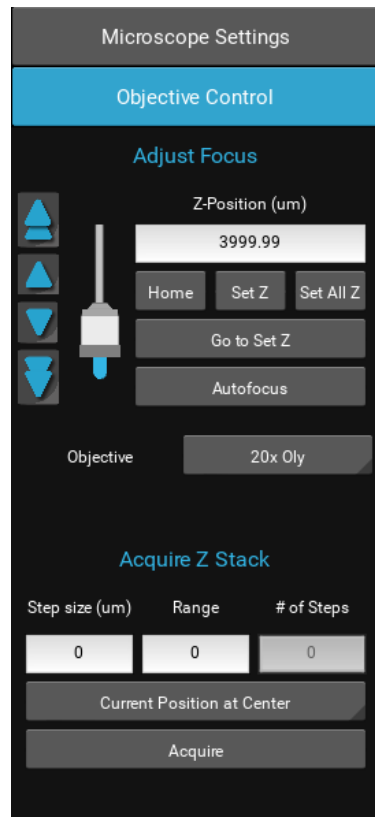 Microscope Settings
Objective Control
Adjust Focus
Z-Position (um)
3999.99
Home Set Z Set All Z
Go to Set Z
Autofocus
Objective 20x Oly
Acquire Z Stack
Step size (um) Range # of Steps
0 0 0
Current Position at Center
Acquire